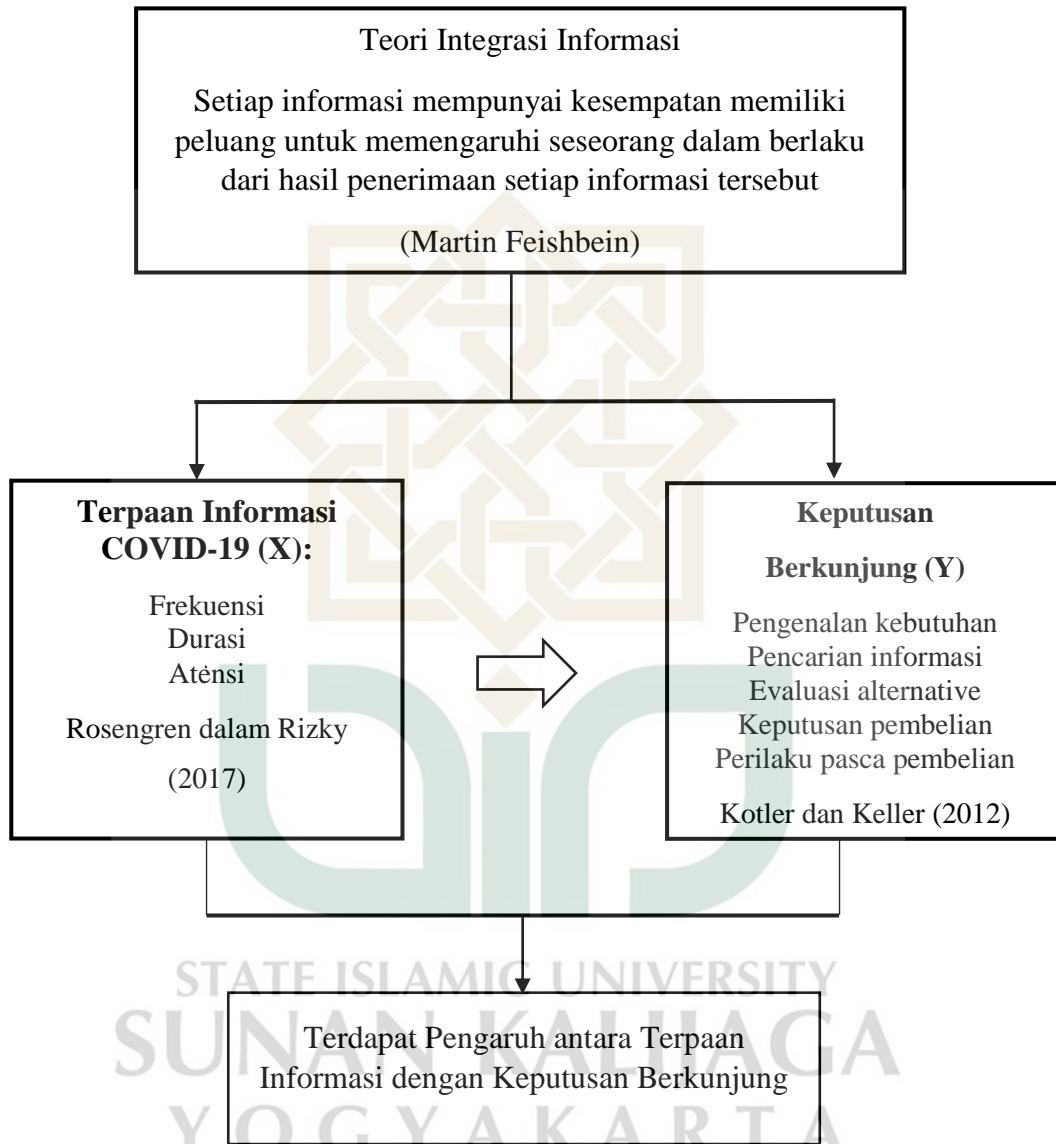 Teori Integrasi Informasi
Setiap informasi mempunyai kesempatan memiliki
peluang untuk memengaruhi seseorang dalam berlaku
dari hasil penerimaan setiap informasi tersebut
(Martin Feishbein)
Terpaan Informasi
COVID-19 (X):
Frekuensi
Durasi
Atensi
Rosengren dalam Rizky
(2017)
Keputusan
Berkunjung (Y)
Pengenalan kebutuhan
Pencarian informasi
Evaluasi alternative
Keputusan pembelian
Perilaku pasca pembelian
Kotler dan Keller (2012)
Terdapat Pengaruh antara Terpaan
Informasi dengan Keputusan Berkunjung
STATE ISLAMIC UNIVERSITY
SUNAN KALIJAGA
YOGYAKARTA